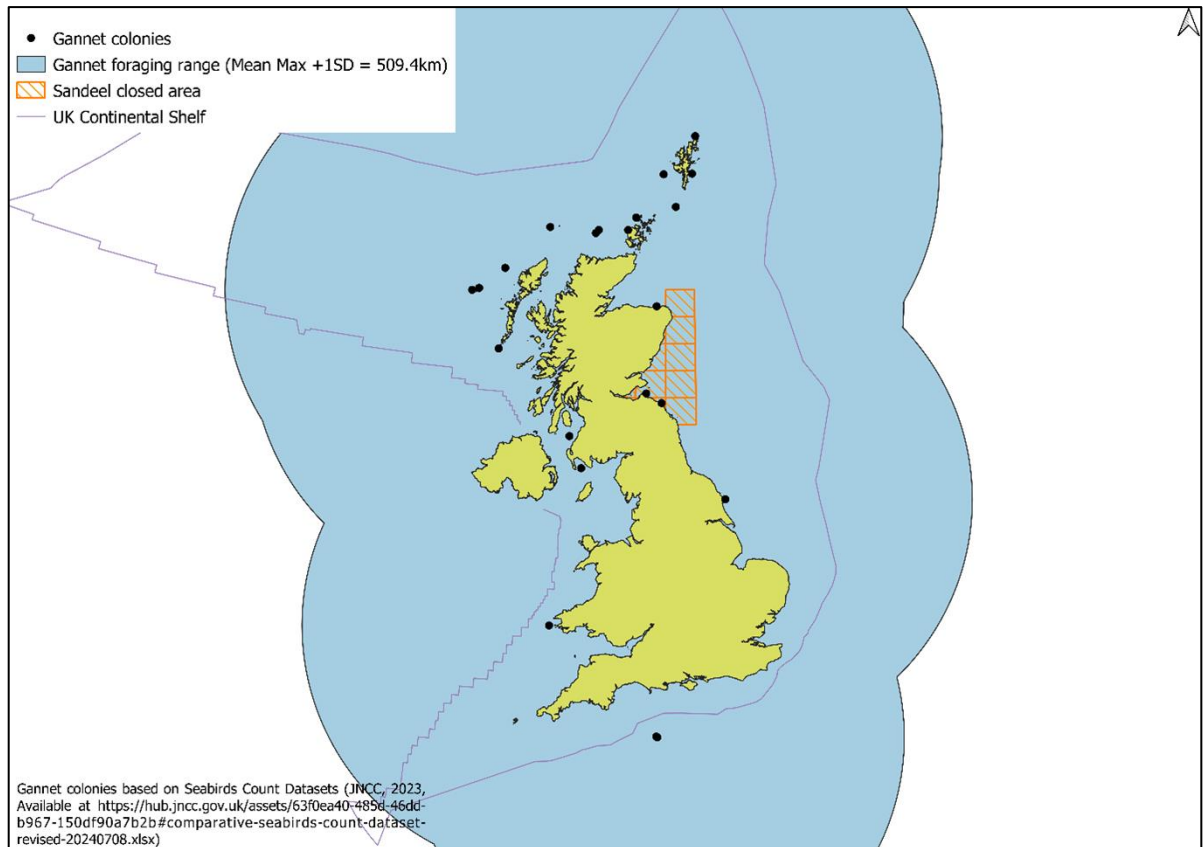 Gannet colonies
Gannet foraging range (Mean Max +1SD = 509.4km)
Sandeel closed area
UK Continental Shelf
Gannet colonies based on Seabirds Count Datasets (JNCC, 2023,
Available at https://hub.jncc.gov.uk/assets/63f0ea40-485d-46dd-
b967-150df90a7b2b#comparative-seabirds-count-dataset-
revised-20240708.xlsx)